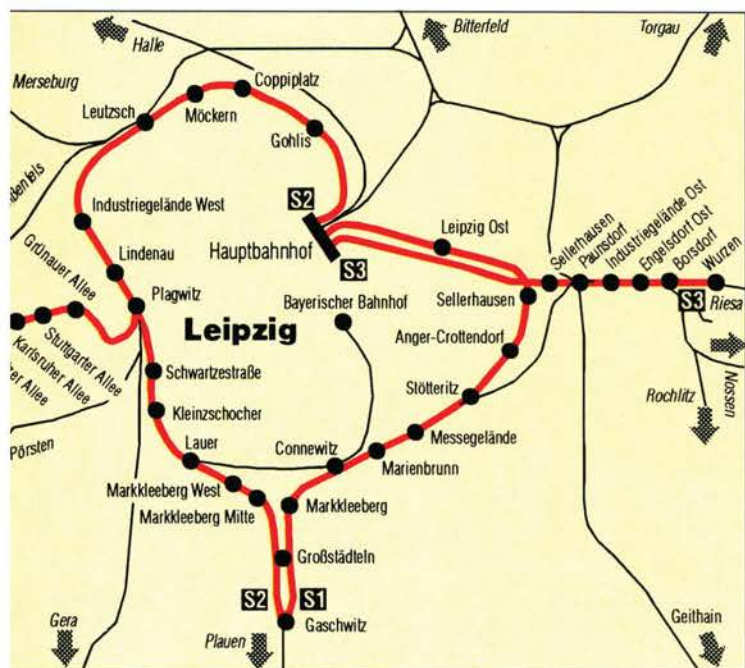 Halle
Bitterfeld
Torgau
Merseburg
Coppiplatz
Leutzsch
Möckern
Gohlis
S2
Industriegelände West
Hauptbahnhof
S3
Leipzig Ost
Sellerhausen
Paunsdorf
Industriegelände Ost
Engelsdorf Ost
Borsdorf
Wurzen
S3
Riesa
Lindenau
Grünauer Allee
Plagwitz
Bayerischer Bahnhof
Sellerhausen
Leipzig
Stuttgarter Allee
Karlsruher Allee
Allee
Anger-Crottendorf
Schwartzestraße
Stötteritz
Nossen
Rochlitz
Kleinzschocher
Messegelände
Pörsten
Lauer
Connewitz
Marienbrunn
Markkleeberg West
Markkleeberg
Markkleeberg Mitte
Großstädteln
S2
S1
Gera
Plauen
Gaschwitz
Geithain